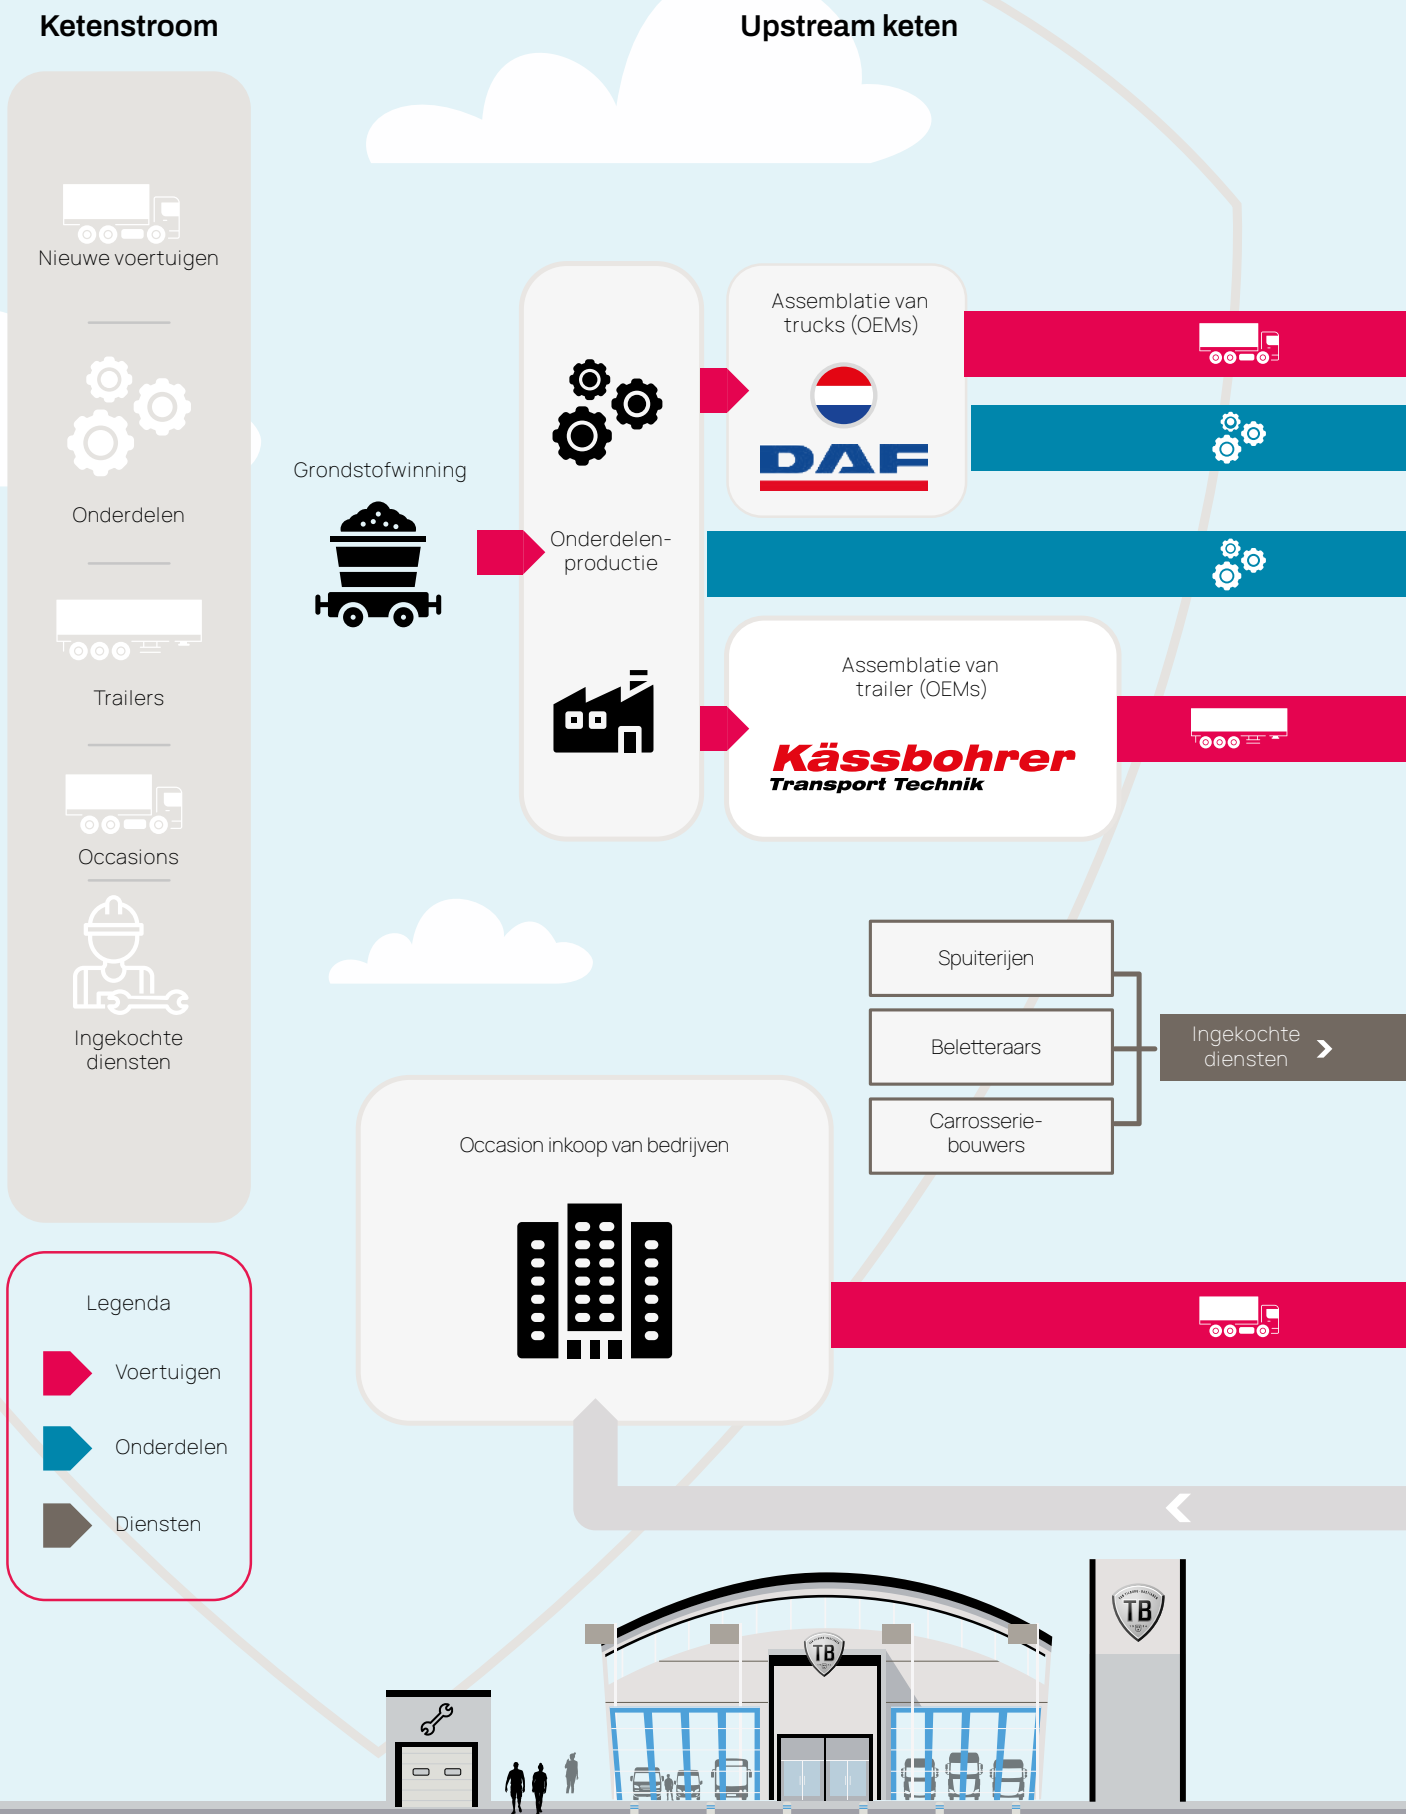 Ketenstroom
Upstream keten
Nieuwe voertuigen
Onderdelen
Trailers
Occasions
Ingekochte
diensten
Grondstofwinning
Onderdelen-
productie
Assemblatie van
trucks (OEMs)
DAF
Assemblatie van
trailer (OEMs)
Kässbohrer
Transport Technik
Spuiterijen
Beletteraars
Carrosserie-
bouwers
Ingekochte
diensten
Occasion inkoop van bedrijven
Legenda
Voertuigen
Onderdelen
Diensten
TB
TB